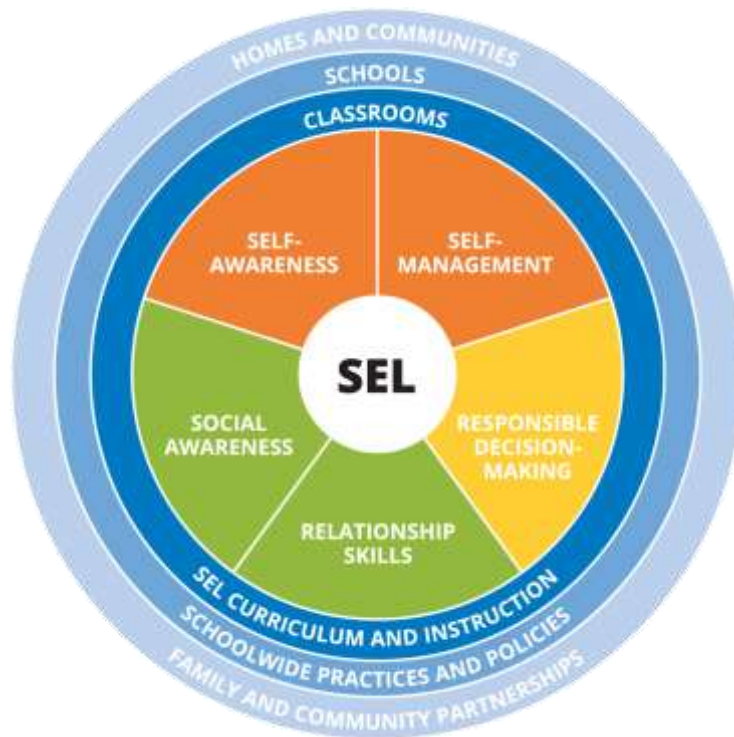 HOMES AND COMMUNITIES
SCHOOLS
CLASSROOMS
SELF-
AWARENESS
SELF-
MANAGEMENT
SEL
SOCIAL
AWARENESS
RESPONSIBLE
DECISION-
MAKING
RELATIONSHIP
SKILLS
SEL CURRICULUM AND INSTRUCTION
SCHOOLWIDE PRACTICES AND POLICIES
FAMILY AND COMMUNITY PARTNERSHIPS